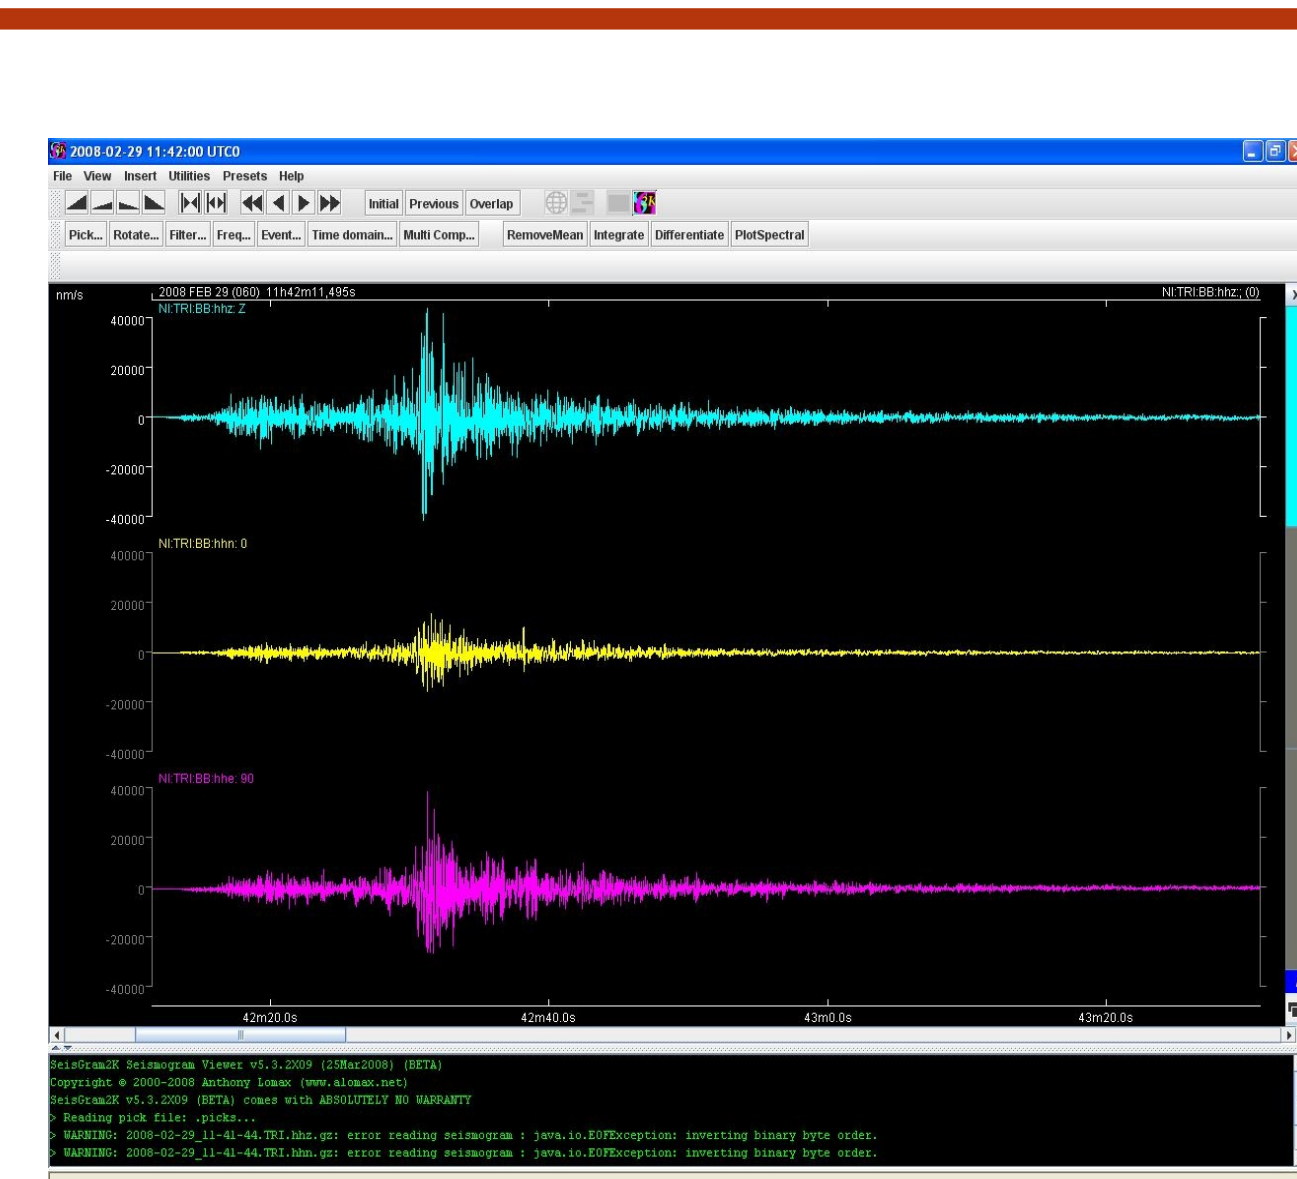 2008-02-29 11:42:00 UTC0
File View Insert Utilities Presets Help
Initial Previous Overlap
Pick... Rotate... Filter... Freq... Event... Time domain... Multi Comp... RemoveMean Integrate Differentiate PlotSpectral
nm/s 2008 FEB 29 (060) 11h42m11,495s NI:TRI:BB:hhz:; (0)
NI:TRI:BB:hhz: Z
40000
20000
0
-20000
-40000
NI:TRI:BB:hhn: 0
40000
20000
0
-20000
-40000
NI:TRI:BB:hhe: 90
40000
20000
0
-20000
-40000
42m20.0s 42m40.0s 43m0.0s 43m20.0s
SeisGram2K Seismogram Viewer v5.3.2X09 (25Mar2008) (BETA)
Copyright © 2000-2008 Anthony Lomax (www.alomax.net)
SeisGram2K v5.3.2X09 (BETA) comes with ABSOLUTELY NO WARRANTY
> Reading pick file: .picks...
> WARNING: 2008-02-29_11-41-44.TRI.hhz.gz: error reading seismogram : java.io.EOFException: inverting binary byte order.
> WARNING: 2008-02-29_11-41-44.TRI.hhn.gz: error reading seismogram : java.io.EOFException: inverting binary byte order.